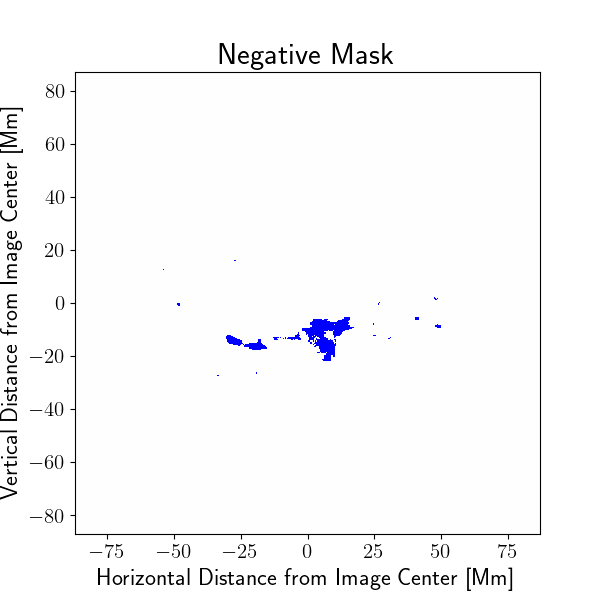 Negative Mask
80
60
40
20
0
−20
−40
−60
−80
Vertical Distance from Image Center [Mm]
−75 −50 −25 0 25 50 75
Horizontal Distance from Image Center [Mm]